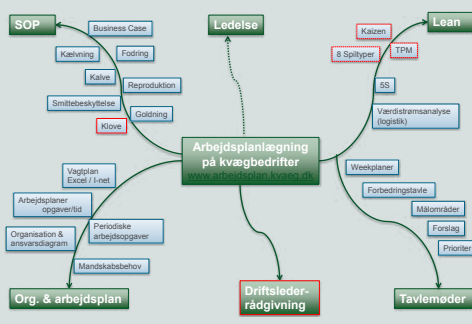 SOP
Business Case
Kælvning
Fodring
Kalve
Reproduktion
Smittebeskyttelse
Goldning
Klove
Ledelse
Lean
Kaizen
8 Spiltyper
TPM
5S
Værdistrømsanalyse
(logistik)
Arbejdsplanlægning
på kvægbedrifter
www.arbejdsplan.kvaeg.dk
Vagtplan
Excel / I-net
Arbejdsplaner
opgaver/tid
Periodiske
arbejdsopgaver
Organisation &
ansvarsdiagram
Mandskabsbehov
Org. & arbejdsplan
Driftsleder-
rådgivning
Weekplaner
Forbedringstavle
Målområder
Forslag
Prioriter
Tavlemøder